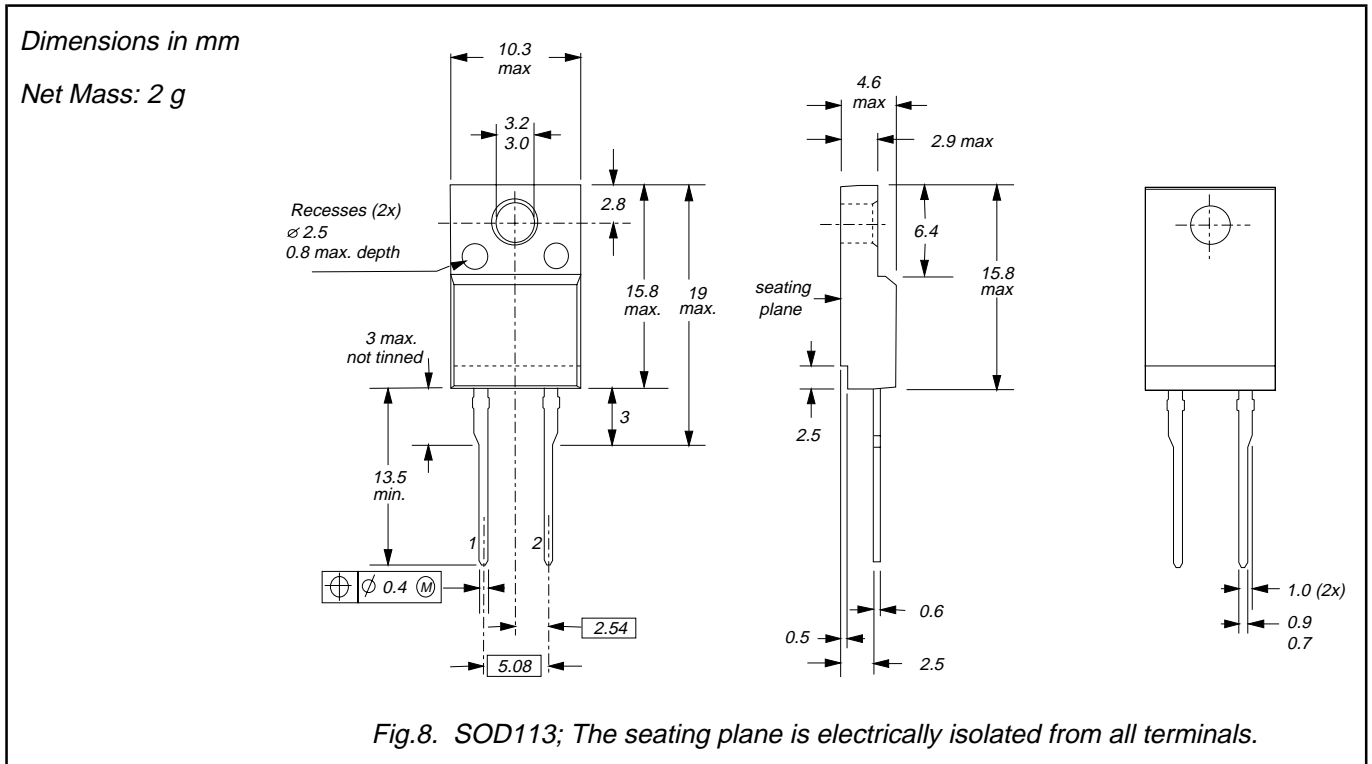 Dimensions in mm
Net Mass: 2 g
10.3
max
3.2
3.0
2.8
Recesses (2x)
⌀ 2.5
0.8 max. depth
15.8
max.
19
max.
3 max.
not tinned
3
13.5
min.
1
2
⌀ 0.4 Ⓜ
2.54
5.08
4.6
max
2.9 max
6.4
15.8
max
seating
plane
2.5
0.6
0.5
2.5
1.0 (2x)
0.9
0.7
Fig.8. SOD113; The seating plane is electrically isolated from all terminals.